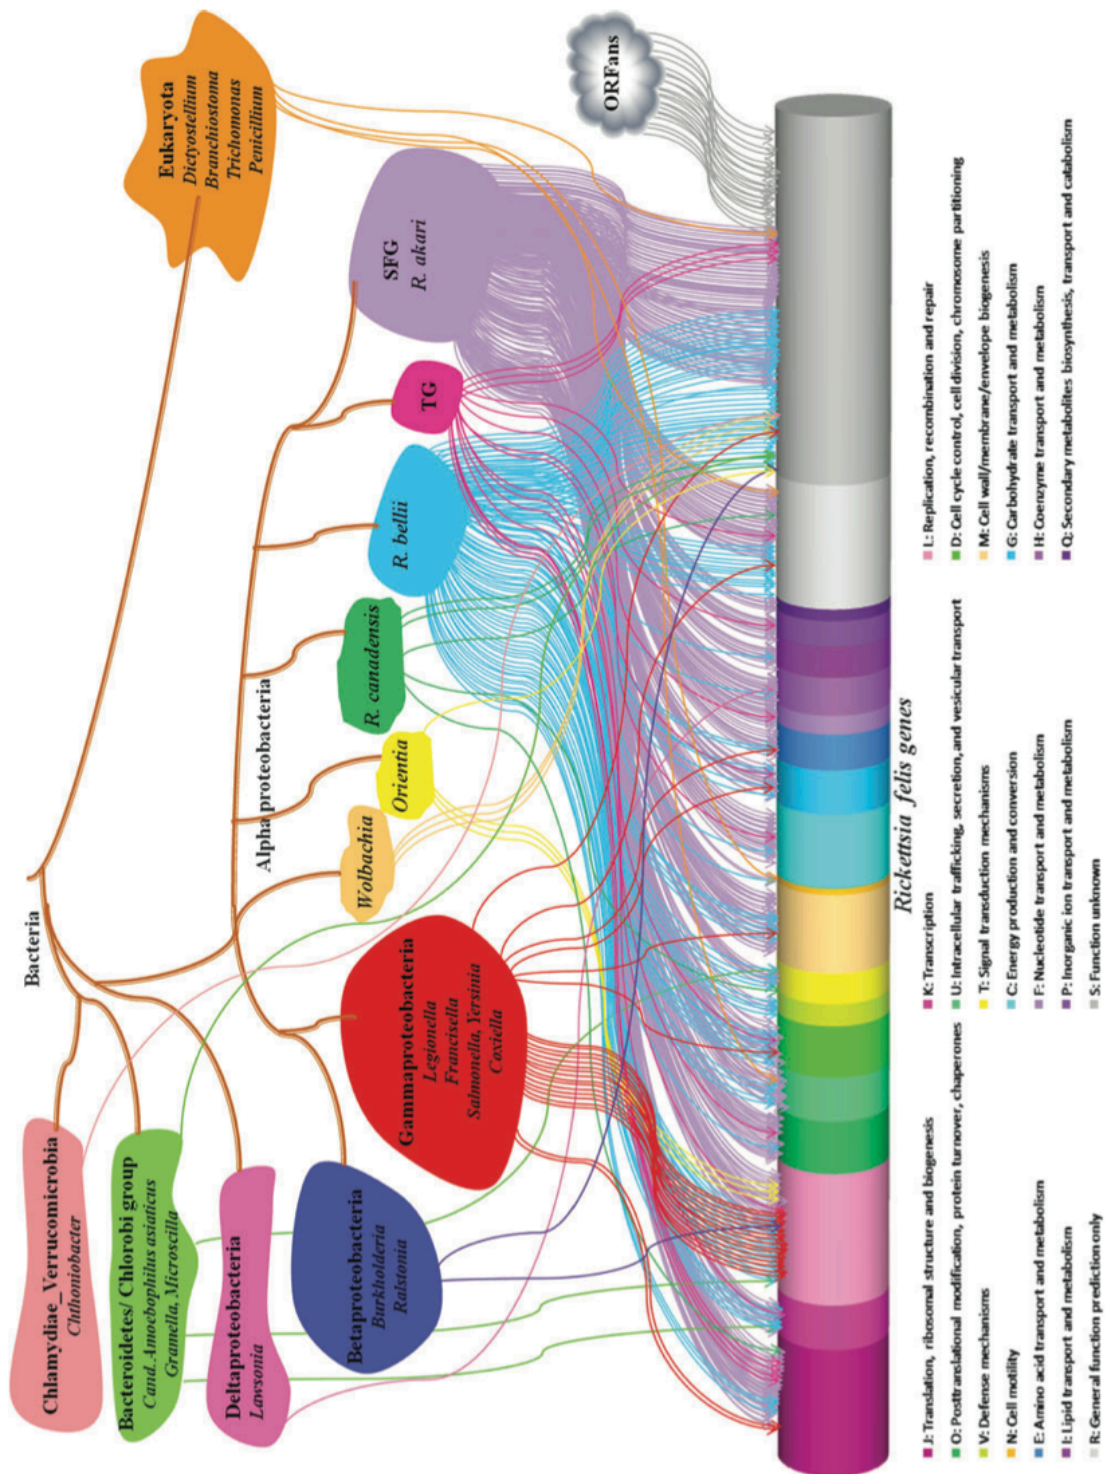 Bacteria
Chlamydiae_Verrucomicrobia
Chthoniobacter
Bacteroidetes/ Chlorobi group
Cand. Amoebophilus asiaticus
Gramella, Microscilla
Deltaproteobacteria
Lawsonia
Betaproteobacteria
Burkholderia
Ralstonia
Gammaproteobacteria
Legionella
Francisella
Salmonella, Yersinia
Coxiella
Alpha proteobacteria
Wolbachia
Orientia
R. canadensis
R. bellii
TG
SFG
R. akari
Eukaryota
Dictyostellium
Branchiostoma
Trichomonas
Penicillium
ORFans
Rickettsia felis genes
J: Translation, ribosomal structure and biogenesis
O: Posttranslational modification, protein turnover, chaperones
V: Defense mechanisms
N: Cell motility
E: Amino acid transport and metabolism
I: Lipid transport and metabolism
R: General function prediction only
K: Transcription
U: Intracellular trafficking, secretion, and vesicular transport
T: Signal transduction mechanisms
C: Energy production and conversion
F: Nucleotide transport and metabolism
P: Inorganic ion transport and metabolism
S: Function unknown
L: Replication, recombination and repair
D: Cell cycle control, cell division, chromosome partitioning
M: Cell wall/membrane/envelope biogenesis
G: Carbohydrate transport and metabolism
H: Coenzyme transport and metabolism
Q: Secondary metabolites biosynthesis, transport and catabolism